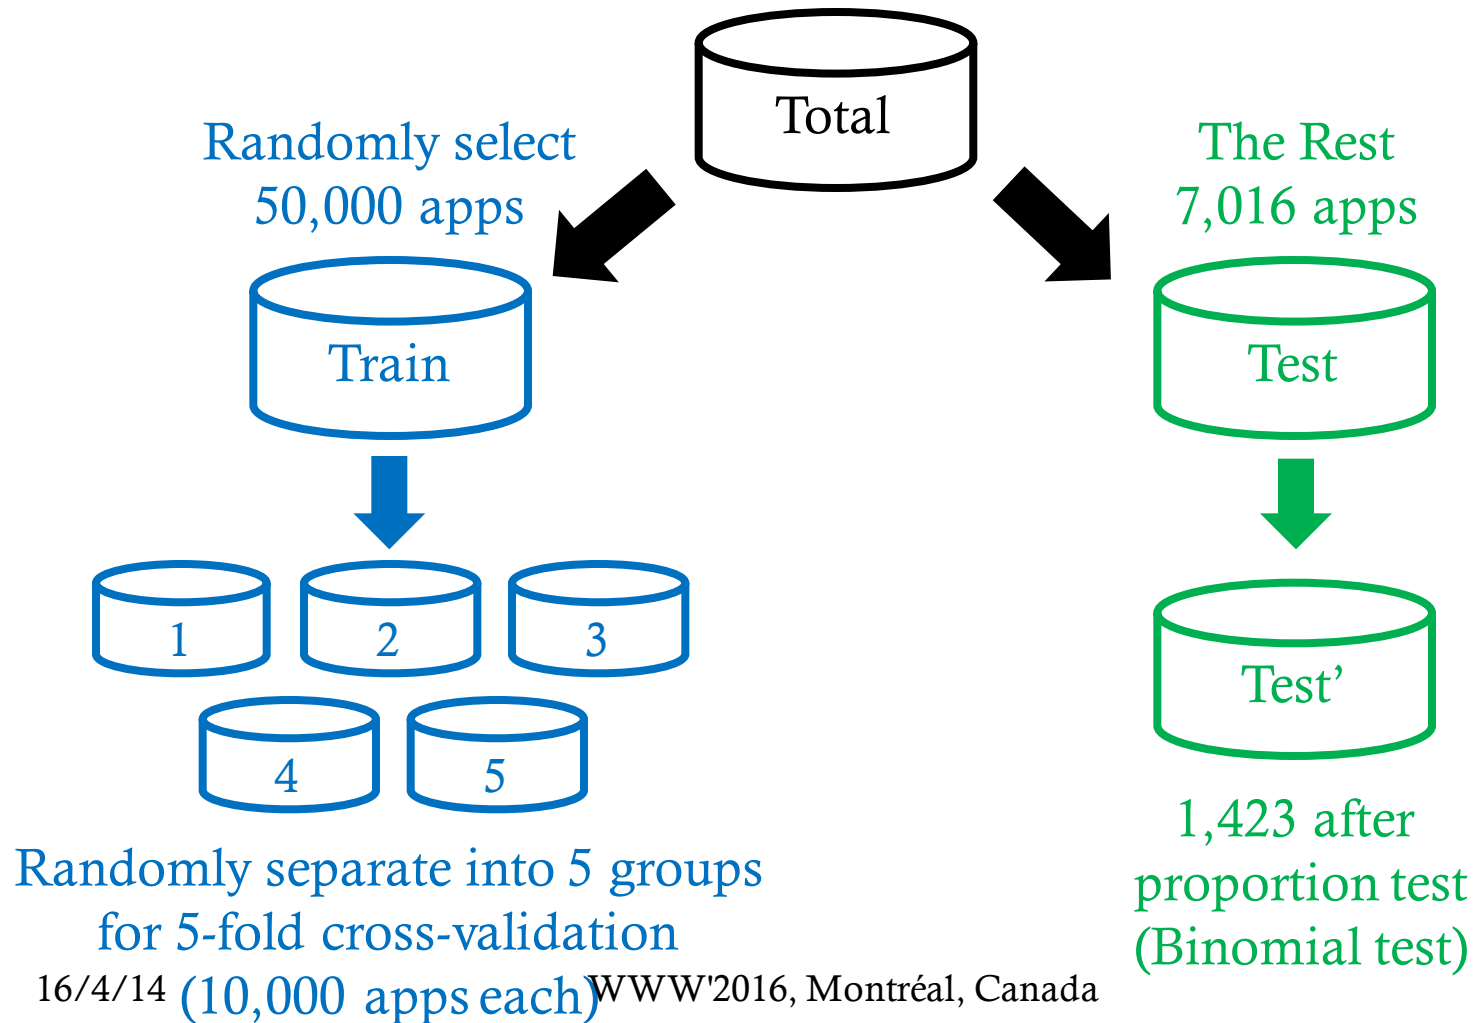 Total
Randomly select
50,000 apps
The Rest
7,016 apps
Train
Test
1
2
3
4
5
Test’
Randomly separate into 5 groups
for 5-fold cross-validation
(10,000 apps each)
1,423 after
proportion test
(Binomial test)
16/4/14
WWW'2016, Montréal, Canada